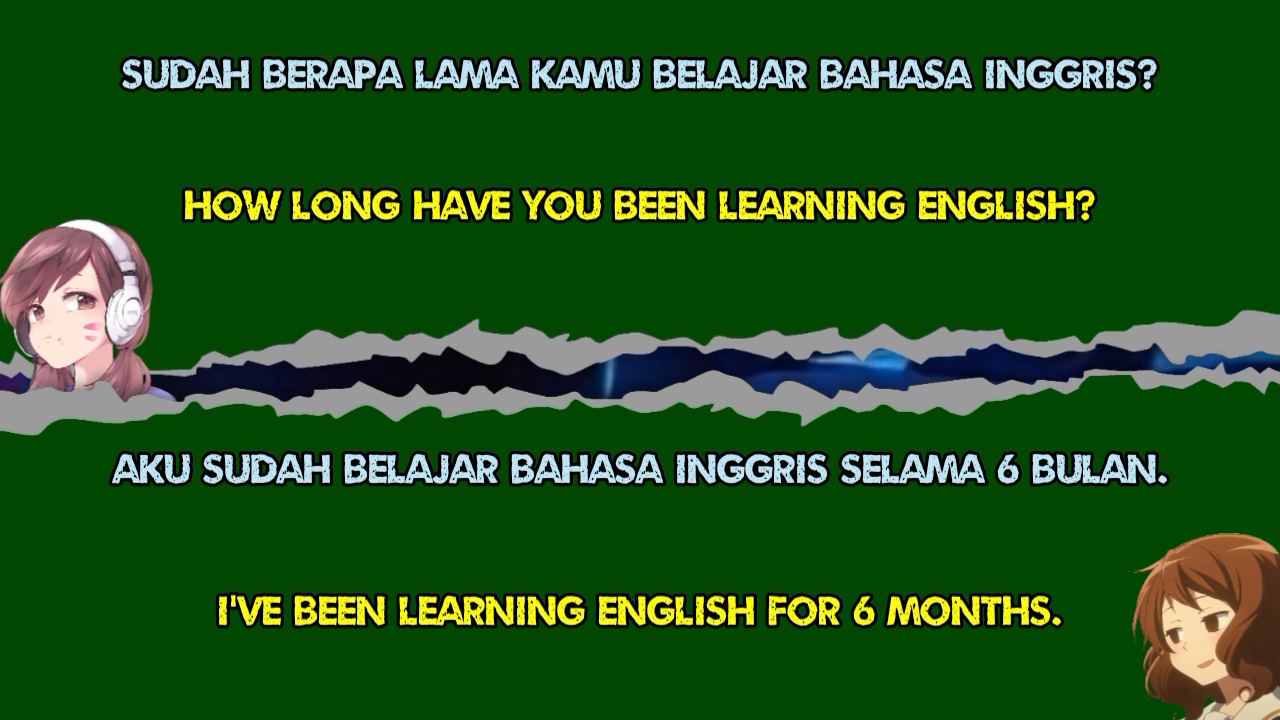 SUDAH BERAPA LAMA KAMU BELAJAR BAHASA INGGRIS?
HOW LONG HAVE YOU BEEN LEARNING ENGLISH?
AKU SUDAH BELAJAR BAHASA INGGRIS SELAMA 6 BULAN.
I'VE BEEN LEARNING ENGLISH FOR 6 MONTHS.